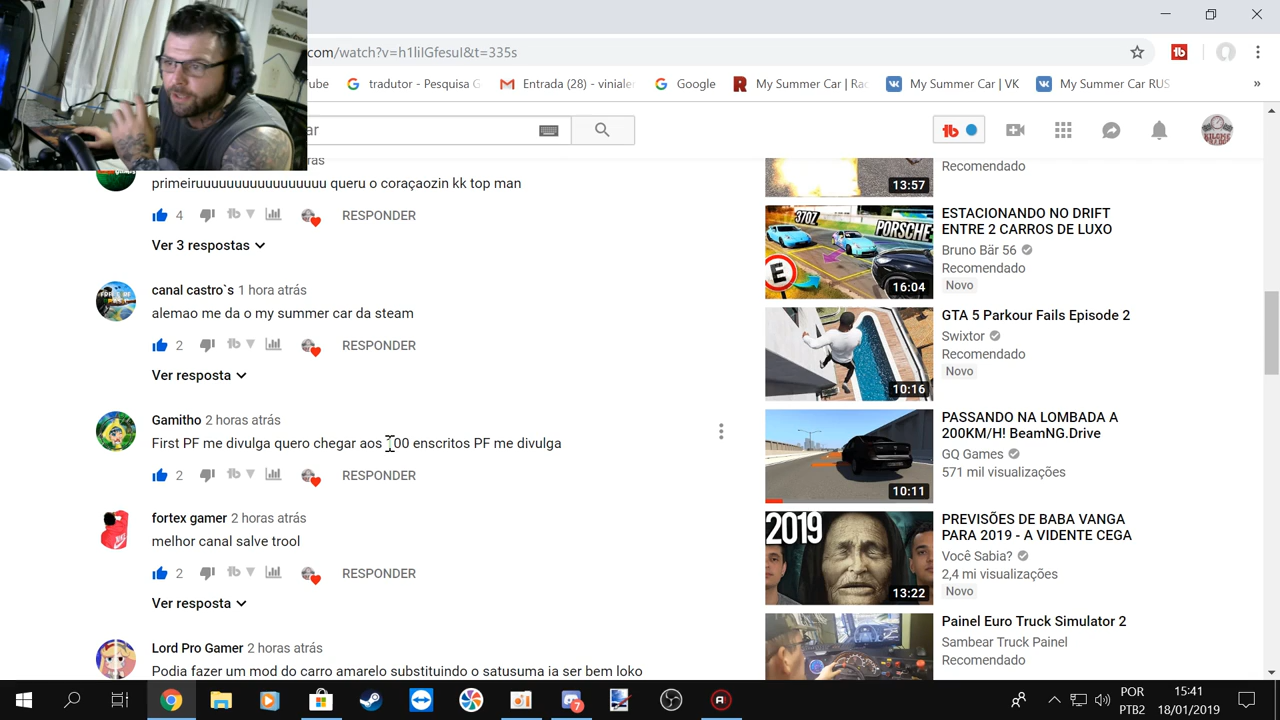 com/watch?v=h1liIGfesuI&t=335s
ube
tradutor - Pesquisa G
Entrada (28) - vinialer
Google
My Summer Car | Ra
My Summer Car | VK
My Summer Car RUS
»
ar
primeiruuuuuuuuuuuuuuuuu queru o coraçaozin kk top man
4
RESPONDER
Ver 3 respostas
canal castro`s 1 hora atrás
alemao me da o my summer car da steam
2
RESPONDER
Ver resposta
Gamitho 2 horas atrás
First PF me divulga quero chegar aos 00 enscritos PF me divulga
2
RESPONDER
fortex gamer 2 horas atrás
melhor canal salve trool
2
RESPONDER
Ver resposta
Lord Pro Gamer 2 horas atrás
Podia fazer um mod do carro amarelo substituindo o satusuma ia ser bem loko
Recomendado
13:57
370Z
PORSCHE
E
16:04
ESTACIONANDO NO DRIFT
ENTRE 2 CARROS DE LUXO
Bruno Bär 56
Recomendado
Novo
10:16
GTA 5 Parkour Fails Episode 2
Swixtor
Recomendado
Novo
10:11
PASSANDO NA LOMBADA A
200KM/H! BeamNG.Drive
GQ Games
571 mil visualizações
2019
13:22
PREVISÕES DE BABA VANGA
PARA 2019 - A VIDENTE CEGA
Você Sabia?
2,4 mi visualizações
Novo
Painel Euro Truck Simulator 2
Sambear Truck Painel
Recomendado
7
POR
PTB2
15:41
18/01/2019